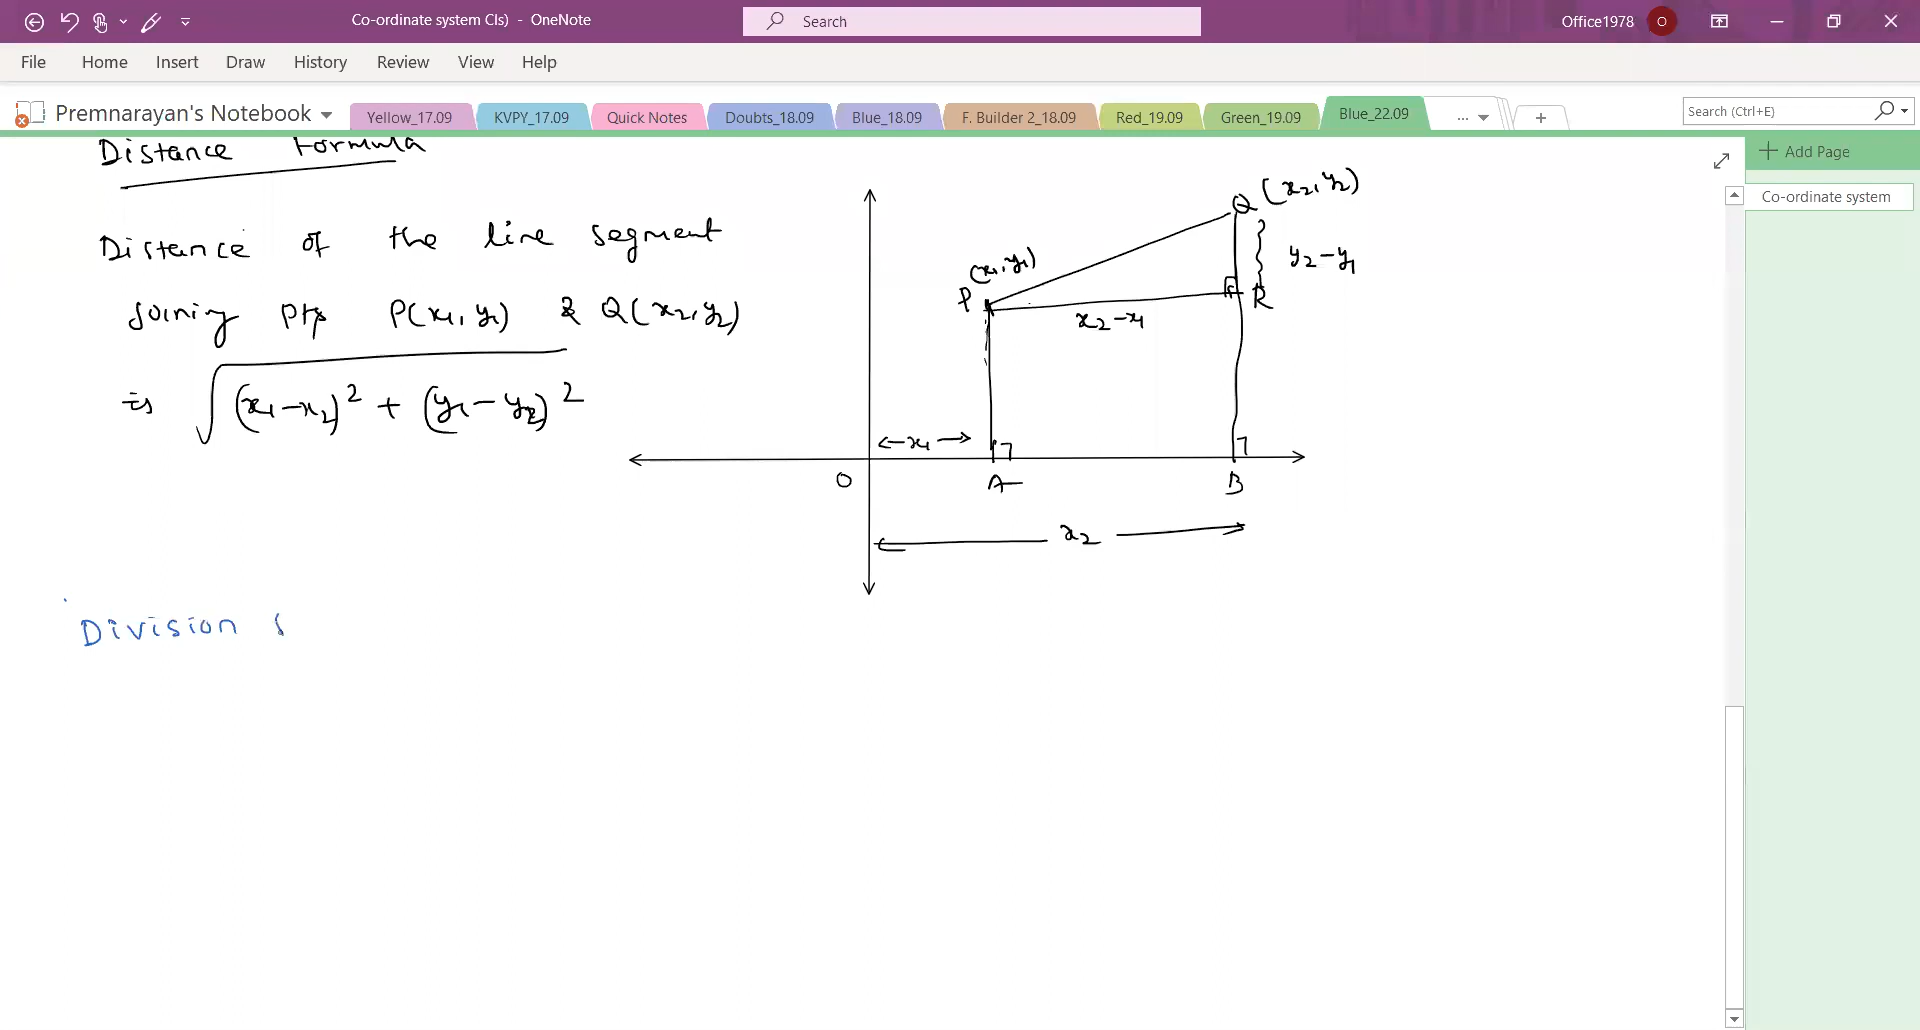 Co-ordinate system Cls) - OneNote
Search
Office1978
O
File Home Insert Draw History Review View Help
Premnarayan's Notebook
Yellow_17.09
KVPY_17.09
Quick Notes
Doubts_18.09
Blue_18.09
F. Builder 2_18.09
Red_19.09
Green_19.09
Blue_22.09
...
+
Search (Ctrl+E)
+ Add Page
Co-ordinate system
Distance Formula
Distance of the line segment
joining pts P(x₁, y₁) & Q(x₂, y₂)
is √(x₁-x₂)² + (y₁-y₂)²
Q (x₂, y₂)
y₂-y₁
(x₁, y₁)
P
R
x₂-x₁
x₁
O
A
B
x₂
Division